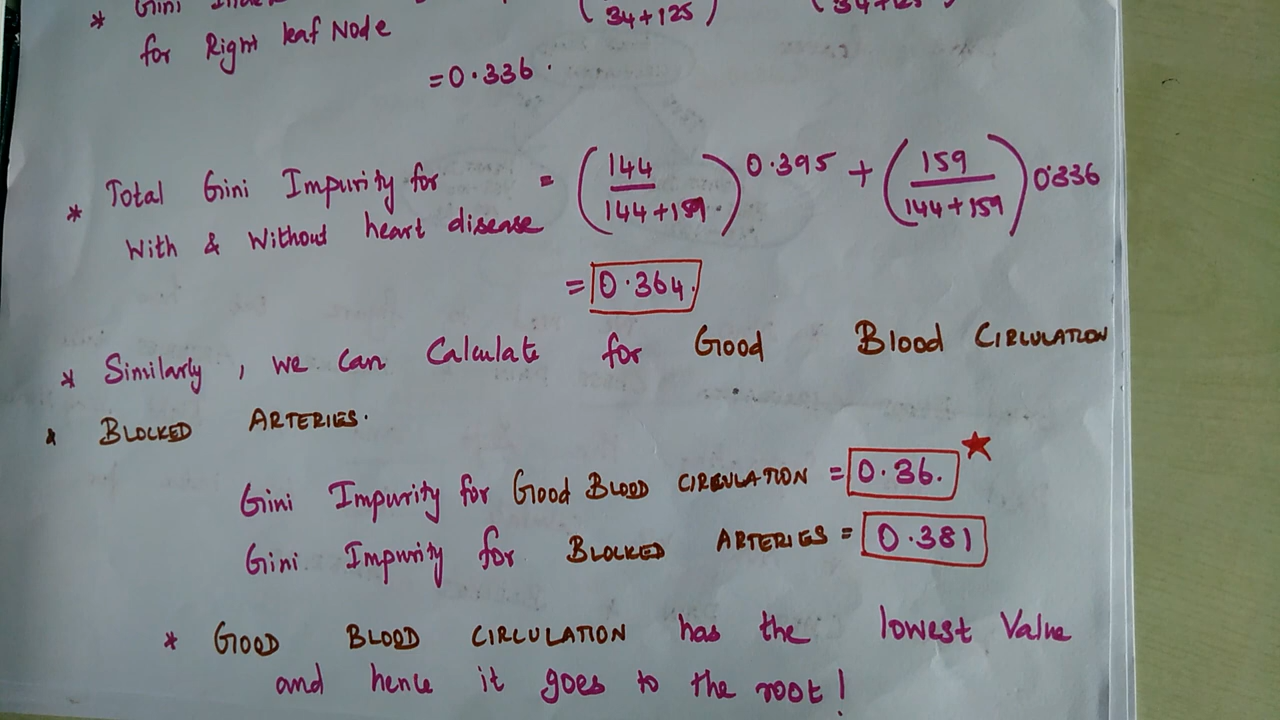 * Gini
for Right leaf Node
34+125
= 0.336.
* Total Gini Impurity for With & Without heart disease = (144/144+159) 0.395 + (159/144+159) 0.336
= 0.364.
* Similarly, we can Calculate for Good Blood CIRCULATION
& BLOCKED ARTERIES.
Gini Impurity for Good BLOOD CIRCULATION = 0.36. ★
Gini Impurity for BLOCKED ARTERIES = 0.381
* GOOD BLOOD CIRCULATION has the lowest Value
and hence it goes to the root!